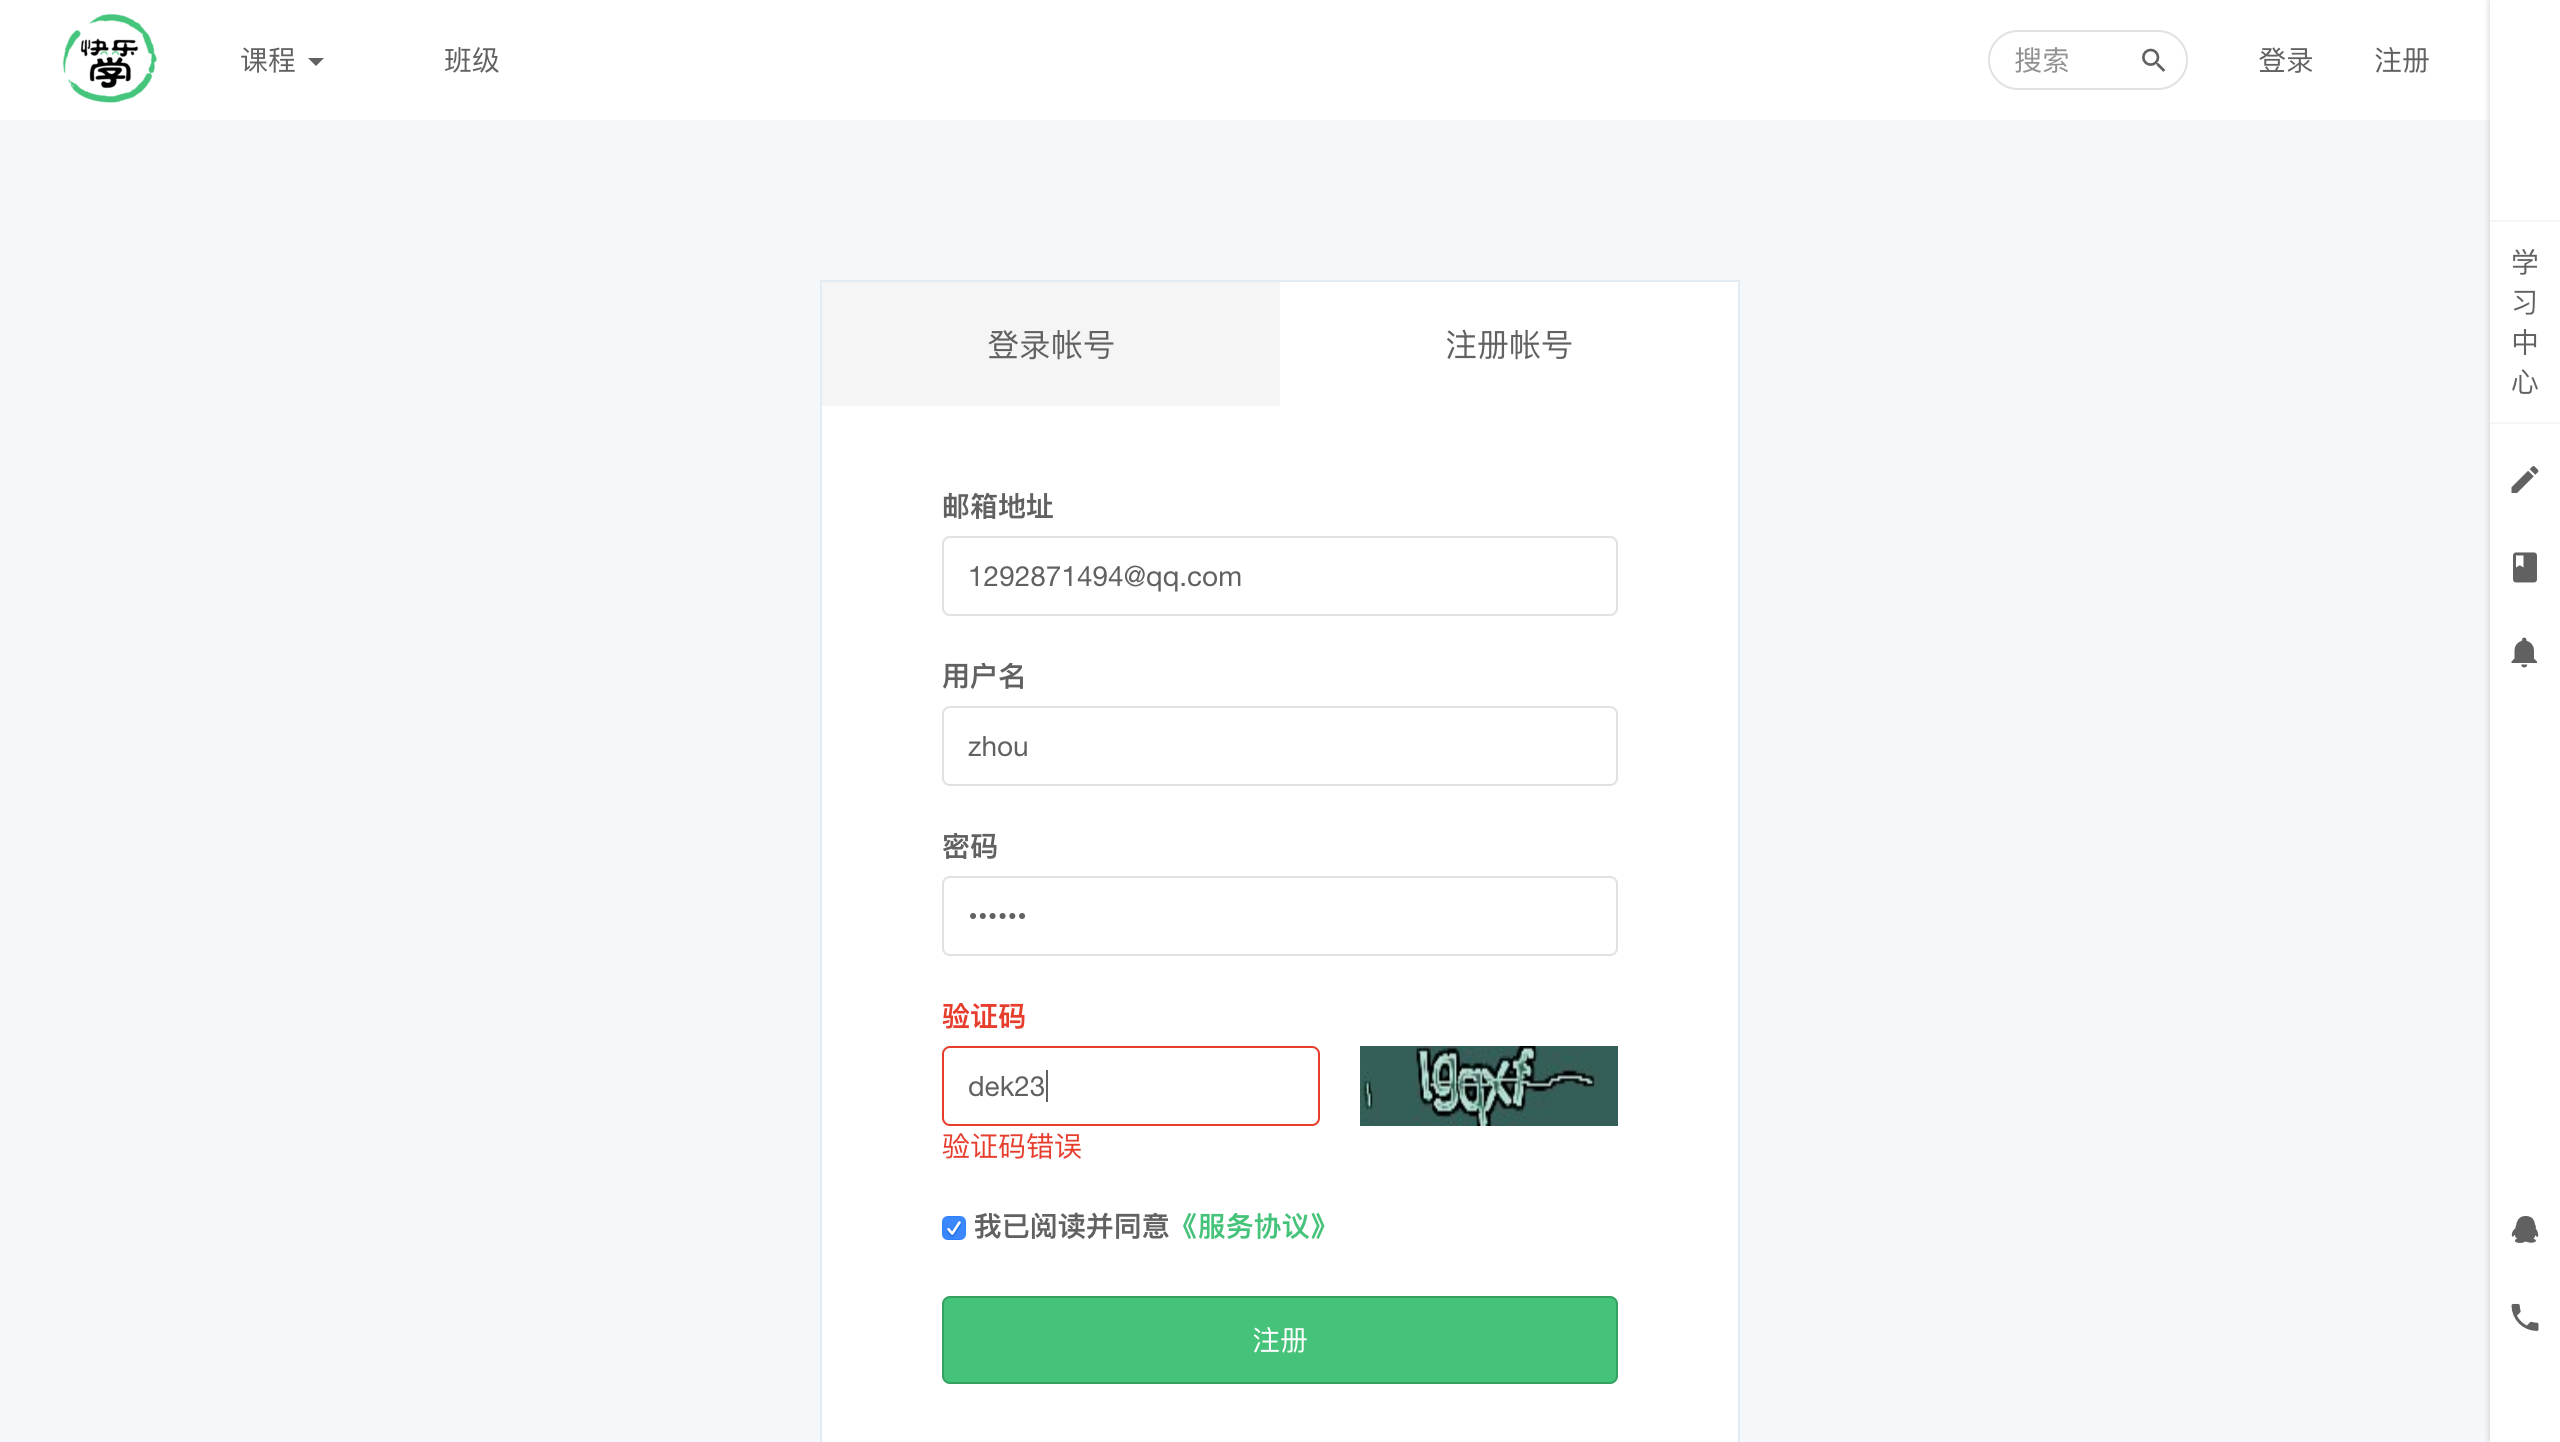 快乐
学
课程
班级
搜索
登录
注册
登录帐号
注册帐号
邮箱地址
1292871494@qq.com
用户名
zhou
密码
••••••
验证码
dek23
lgqxf
验证码错误
我已阅读并同意《服务协议》
注册
学
习
中
心